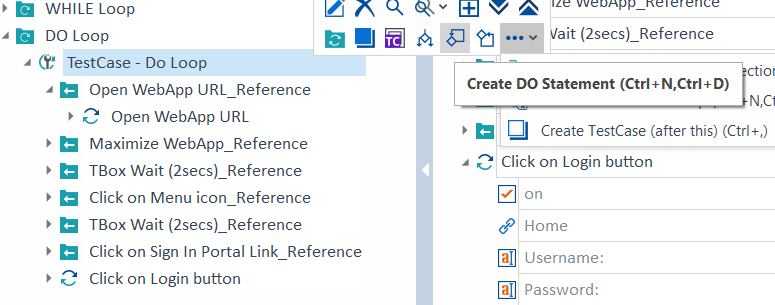 WHILE Loop
DO Loop
TestCase - Do Loop
Open WebApp URL_Reference
Open WebApp URL
Maximize WebApp_Reference
TBox Wait (2secs)_Reference
Click on Menu icon_Reference
TBox Wait (2secs)_Reference
Click on Sign In Portal Link_Reference
Click on Login button
TC
ize WebApp_Reference
Wait (2secs)_Reference
Create DO Statement (Ctrl+N,Ctrl+D)
Create TestCase (after this) (Ctrl+,)
Click on Login button
on
Home
Username:
Password: